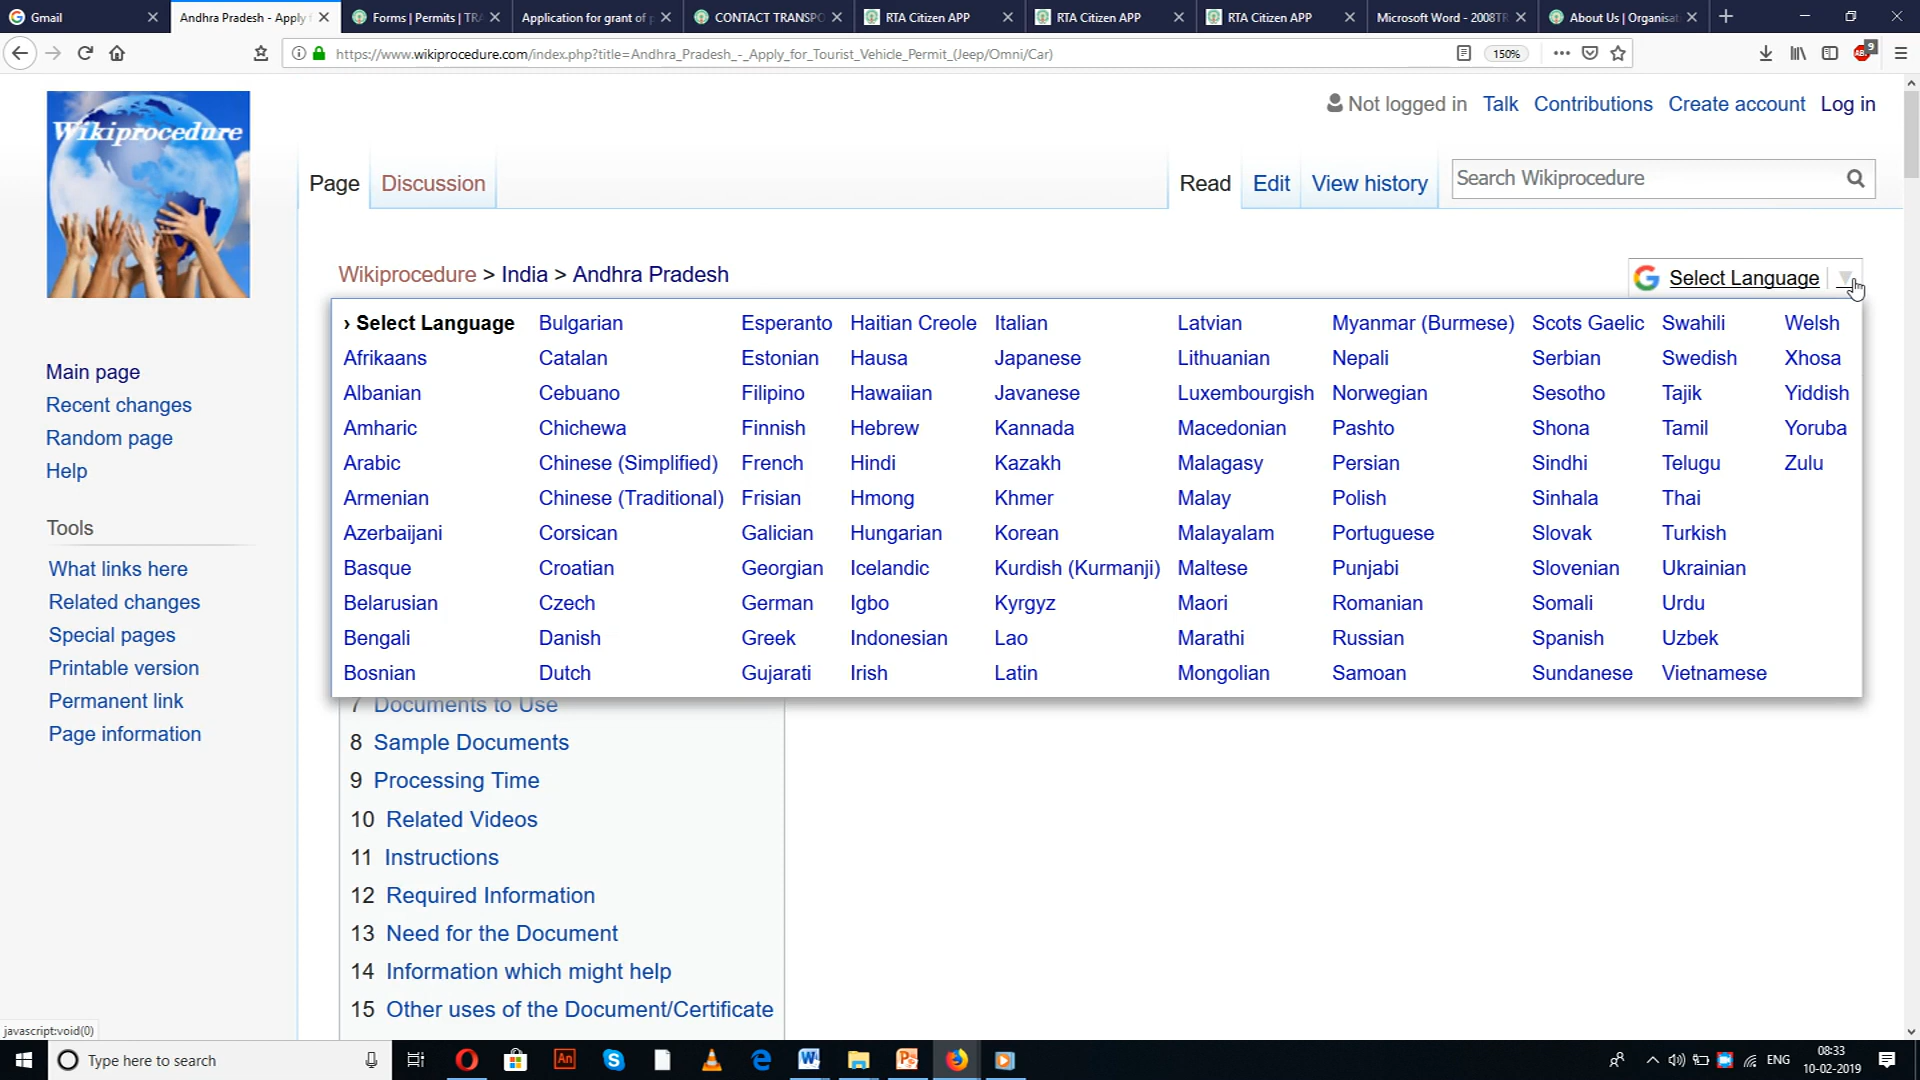 Gmail
Andhra Pradesh - Apply f
Forms | Permits | TRA
Application for grant of p
CONTACT TRANSPO
RTA Citizen APP
RTA Citizen APP
RTA Citizen APP
Microsoft Word - 2008TR
About Us | Organisat
https://www.wikiprocedure.com/index.php?title=Andhra_Pradesh_-_Apply_for_Tourist_Vehicle_Permit_(Jeep/Omni/Car)
150%
9
Wikiprocedure
Not logged in Talk Contributions Create account Log in
Page Discussion Read Edit View history Search Wikiprocedure
Wikiprocedure > India > Andhra Pradesh
Select Language
› Select Language Bulgarian Esperanto Haitian Creole Italian Latvian Myanmar (Burmese) Scots Gaelic Swahili Welsh
Afrikaans Catalan Estonian Hausa Japanese Lithuanian Nepali Serbian Swedish Xhosa
Albanian Cebuano Filipino Hawaiian Javanese Luxembourgish Norwegian Sesotho Tajik Yiddish
Amharic Chichewa Finnish Hebrew Kannada Macedonian Pashto Shona Tamil Yoruba
Arabic Chinese (Simplified) French Hindi Kazakh Malagasy Persian Sindhi Telugu Zulu
Armenian Chinese (Traditional) Frisian Hmong Khmer Malay Polish Sinhala Thai
Azerbaijani Corsican Galician Hungarian Korean Malayalam Portuguese Slovak Turkish
Basque Croatian Georgian Icelandic Kurdish (Kurmanji) Maltese Punjabi Slovenian Ukrainian
Belarusian Czech German Igbo Kyrgyz Maori Romanian Somali Urdu
Bengali Danish Greek Indonesian Lao Marathi Russian Spanish Uzbek
Bosnian Dutch Gujarati Irish Latin Mongolian Samoan Sundanese Vietnamese
Main page
Recent changes
Random page
Help
Tools
What links here
Related changes
Special pages
Printable version
Permanent link
Page information
7 Documents to Use
8 Sample Documents
9 Processing Time
10 Related Videos
11 Instructions
12 Required Information
13 Need for the Document
14 Information which might help
15 Other uses of the Document/Certificate
javascript:void(0)
Type here to search
ENG
08:33
10-02-2019